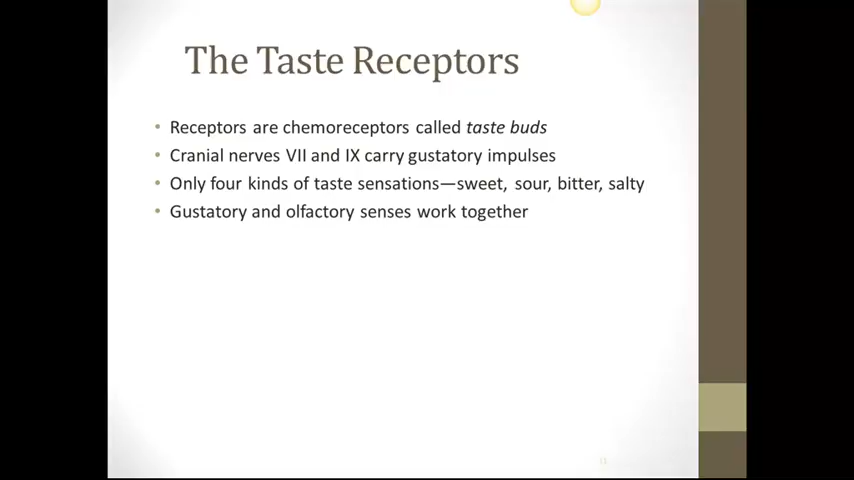 The Taste Receptors
• Receptors are chemoreceptors called taste buds
• Cranial nerves VII and IX carry gustatory impulses
• Only four kinds of taste sensations—sweet, sour, bitter, salty
• Gustatory and olfactory senses work together